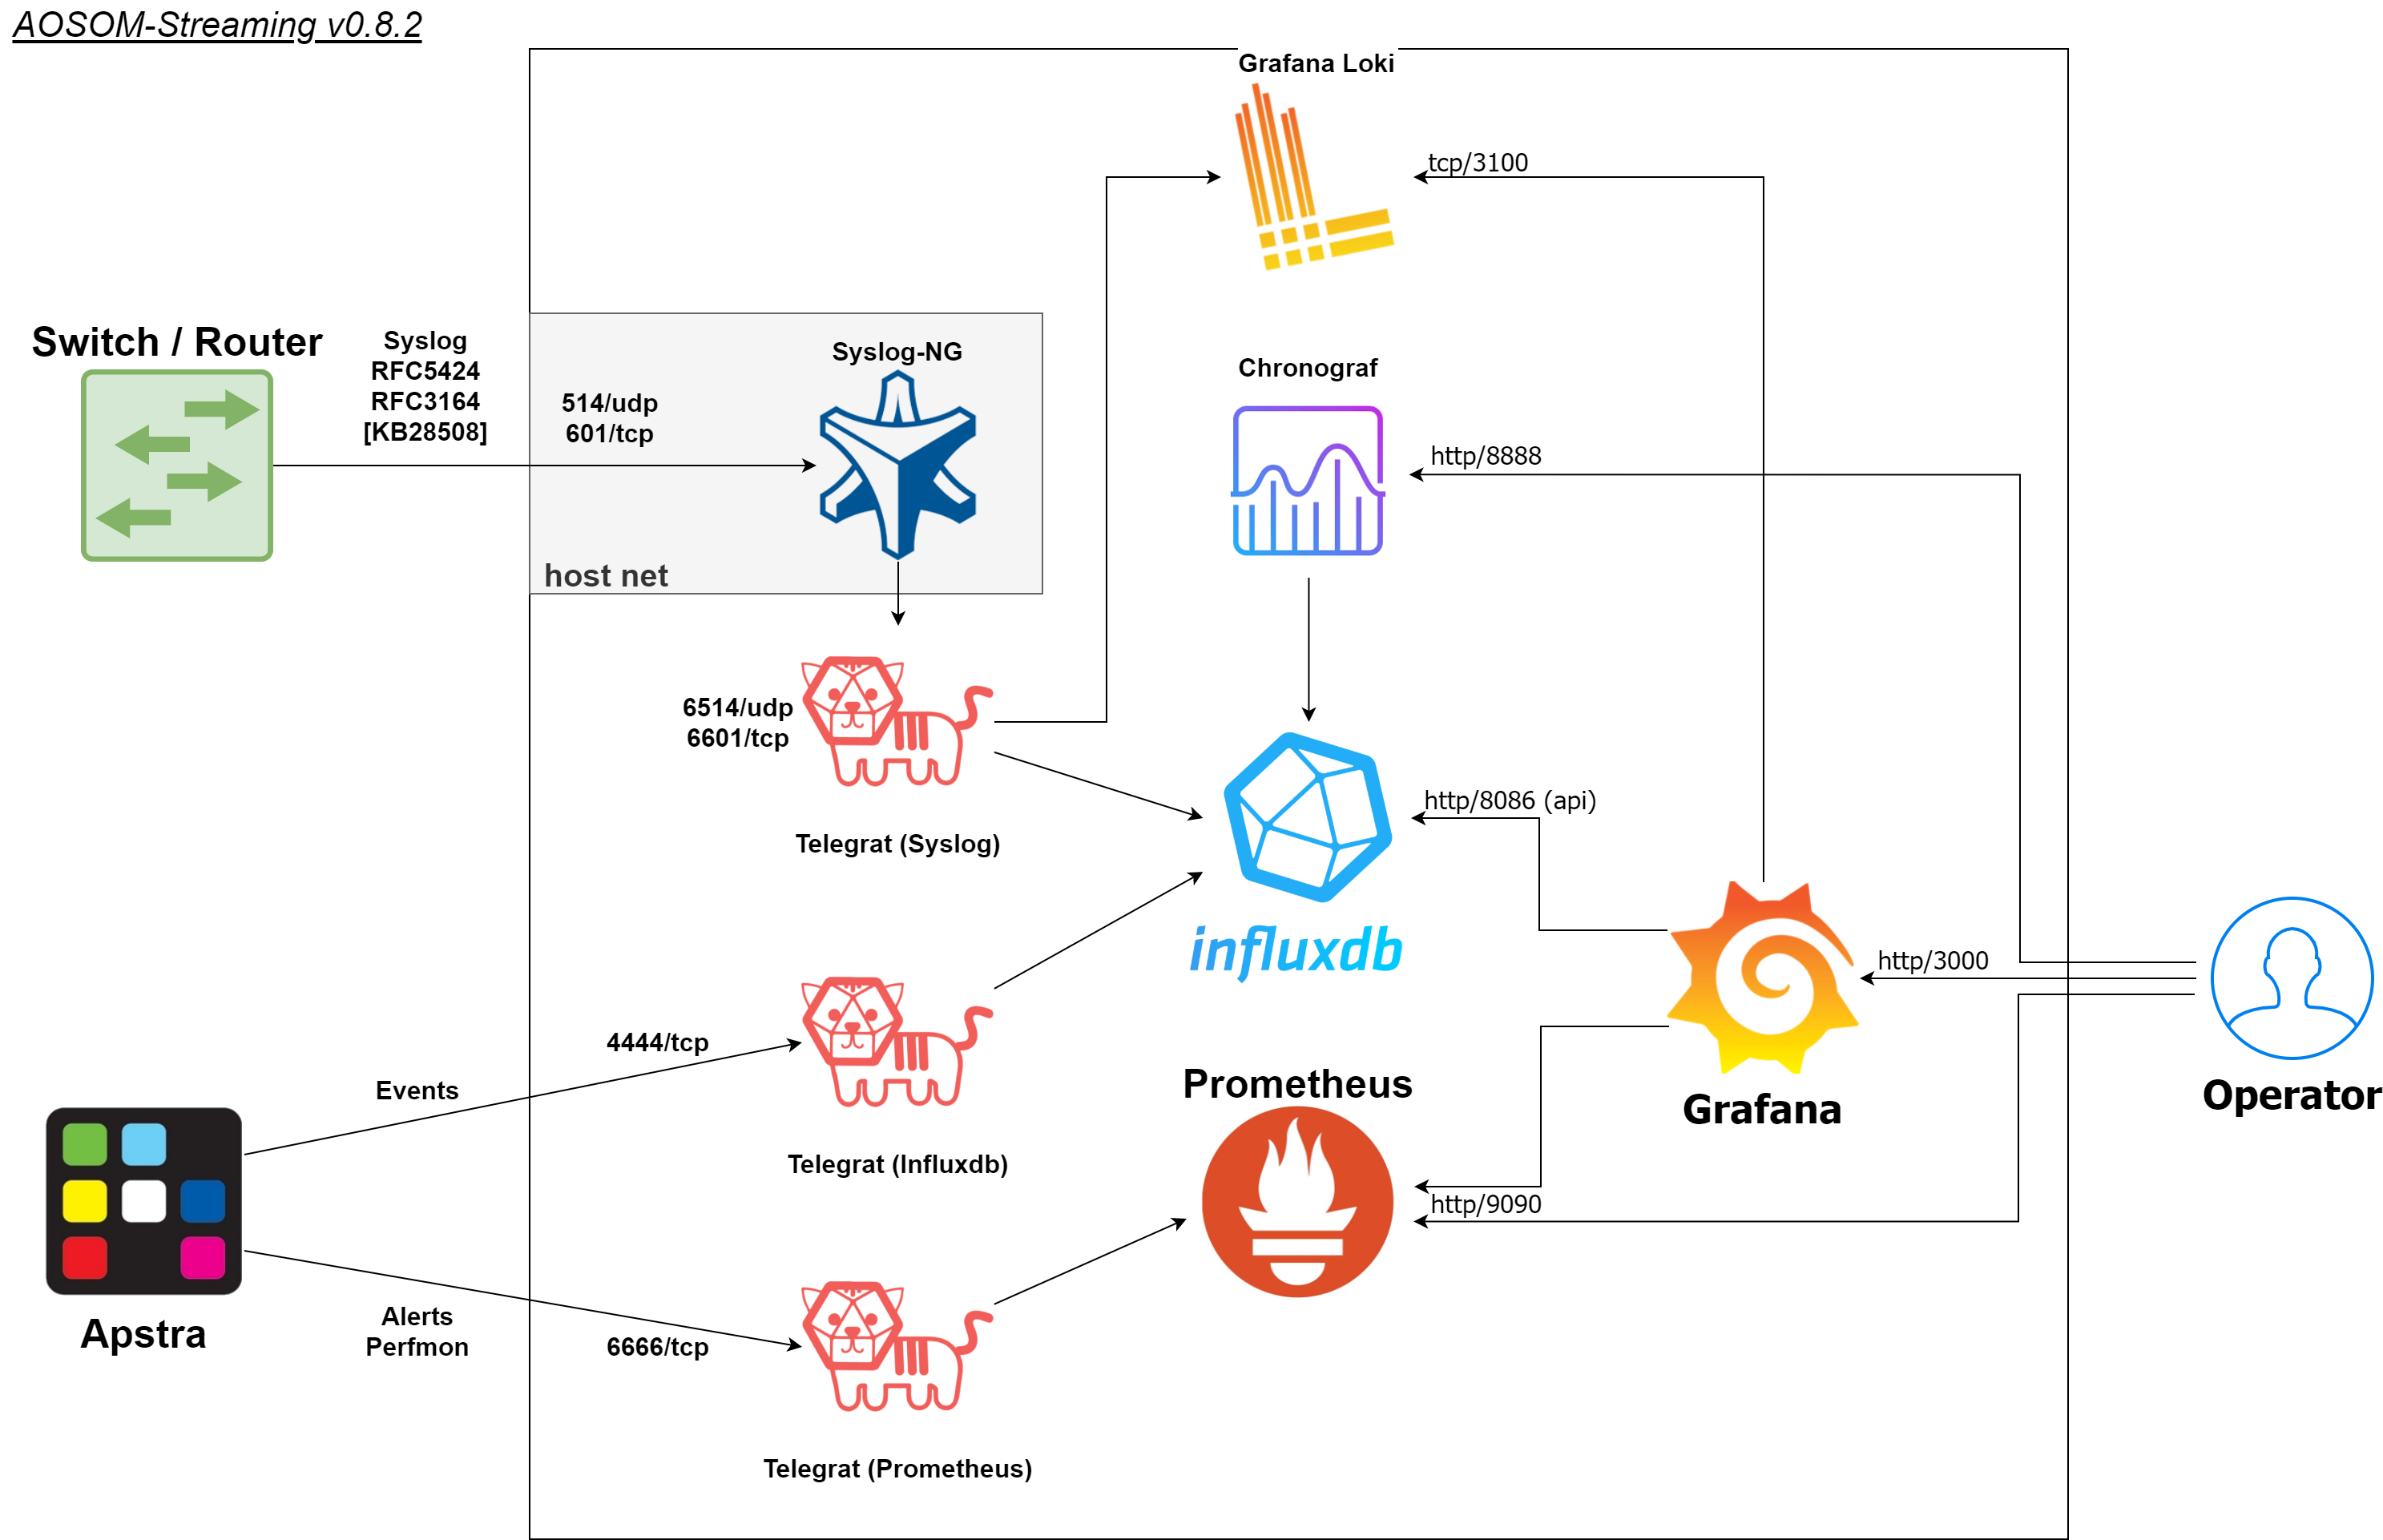 AOSOM-Streaming v0.8.2
Grafana Loki
tcp/3100
Switch / Router
Syslog
RFC5424
RFC3164
[KB28508]
514/udp
601/tcp
Syslog-NG
host net
Chronograf
http/8888
6514/udp
6601/tcp
Telegrat (Syslog)
http/8086 (api)
influxdb
http/3000
Operator
Grafana
Events
4444/tcp
Telegrat (Influxdb)
Prometheus
http/9090
Apstra
Alerts
Perfmon
6666/tcp
Telegrat (Prometheus)